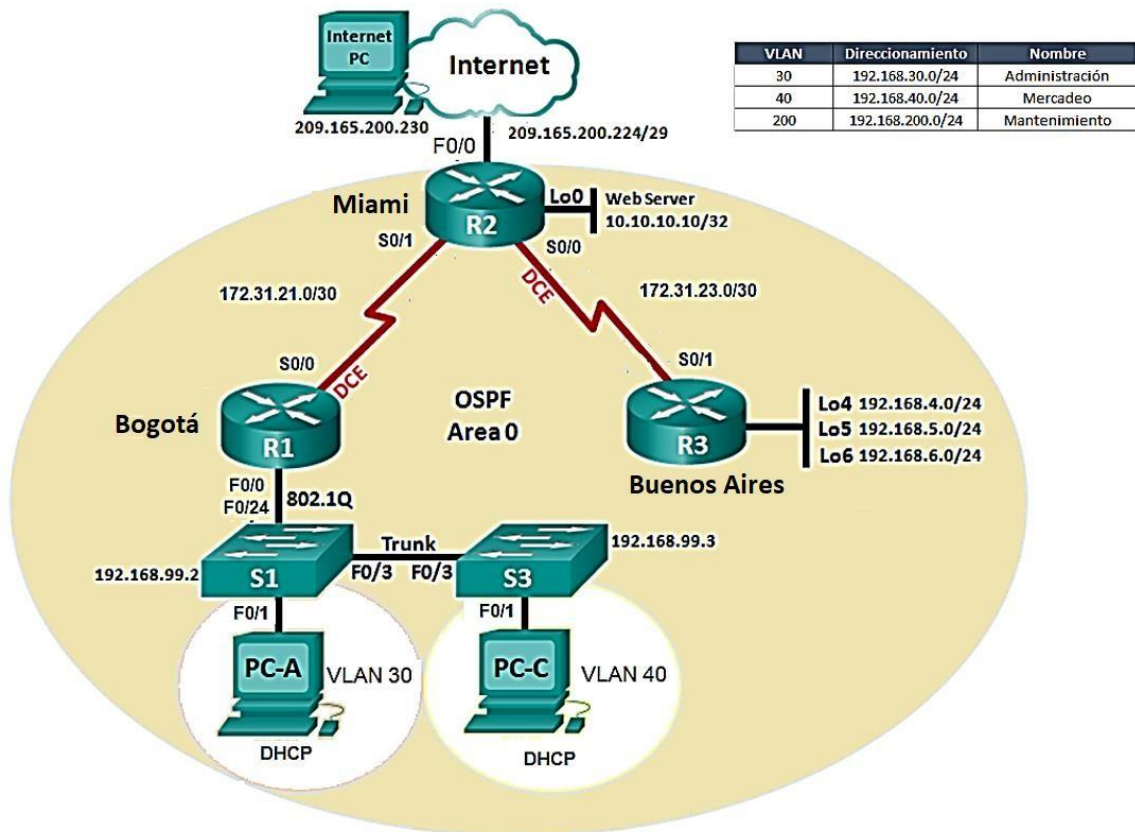 Internet
PC
Internet
209.165.200.230
209.165.200.224/29
F0/0
VLAN Direccionamiento Nombre
30 192.168.30.0/24 Administración
40 192.168.40.0/24 Mercadeo
200 192.168.200.0/24 Mantenimiento
Miami
R2
Lo0
Web Server
10.10.10.10/32
S0/1
S0/0
DCE
172.31.21.0/30
172.31.23.0/30
S0/0
DCE
S0/1
OSPF
Area 0
Bogotá
R1
R3
Buenos Aires
Lo4 192.168.4.0/24
Lo5 192.168.5.0/24
Lo6 192.168.6.0/24
F0/0
F0/24
802.1Q
192.168.99.2
S1
Trunk
F0/3 F0/3
S3
192.168.99.3
F0/1
F0/1
PC-A
VLAN 30
DHCP
PC-C
VLAN 40
DHCP